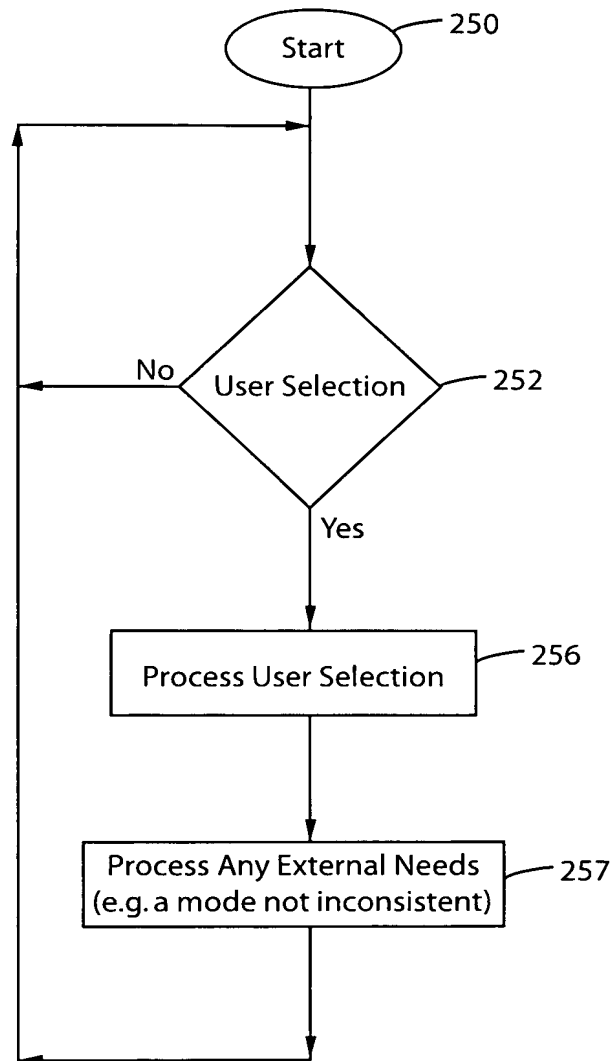 Start
250
No
User Selection
252
Yes
Process User Selection
256
Process Any External Needs
(e.g. a mode not inconsistent)
257